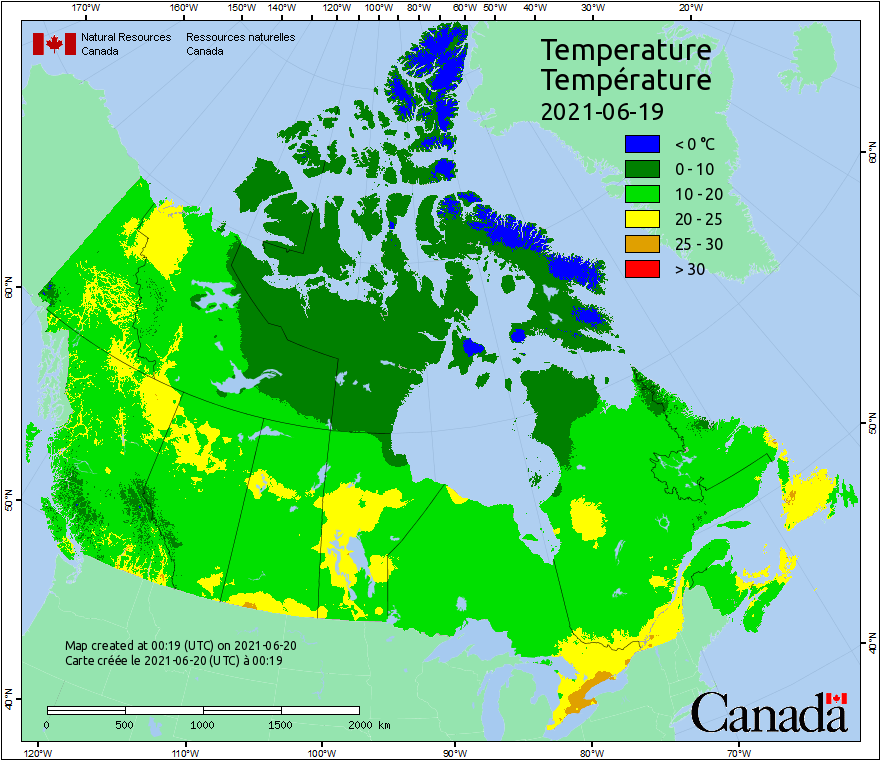 170°W 160°W 150°W 140°W 130°W 120°W 110°W 100°W 80°W 60°W 50°W 40°W 30°W 20°W
Natural Resources Ressources naturelles
Canada Canada
Temperature
Température
2021-06-19
< 0 °C
0 - 10
10 - 20
20 - 25
25 - 30
> 30
60°N 60°N
50°N 50°N
40°N 40°N
Map created at 00:19 (UTC) on 2021-06-20
Carte créée le 2021-06-20 (UTC) à 00:19
0 500 1000 1500 2000 km
Canada
120°W 110°W 100°W 90°W 80°W 70°W